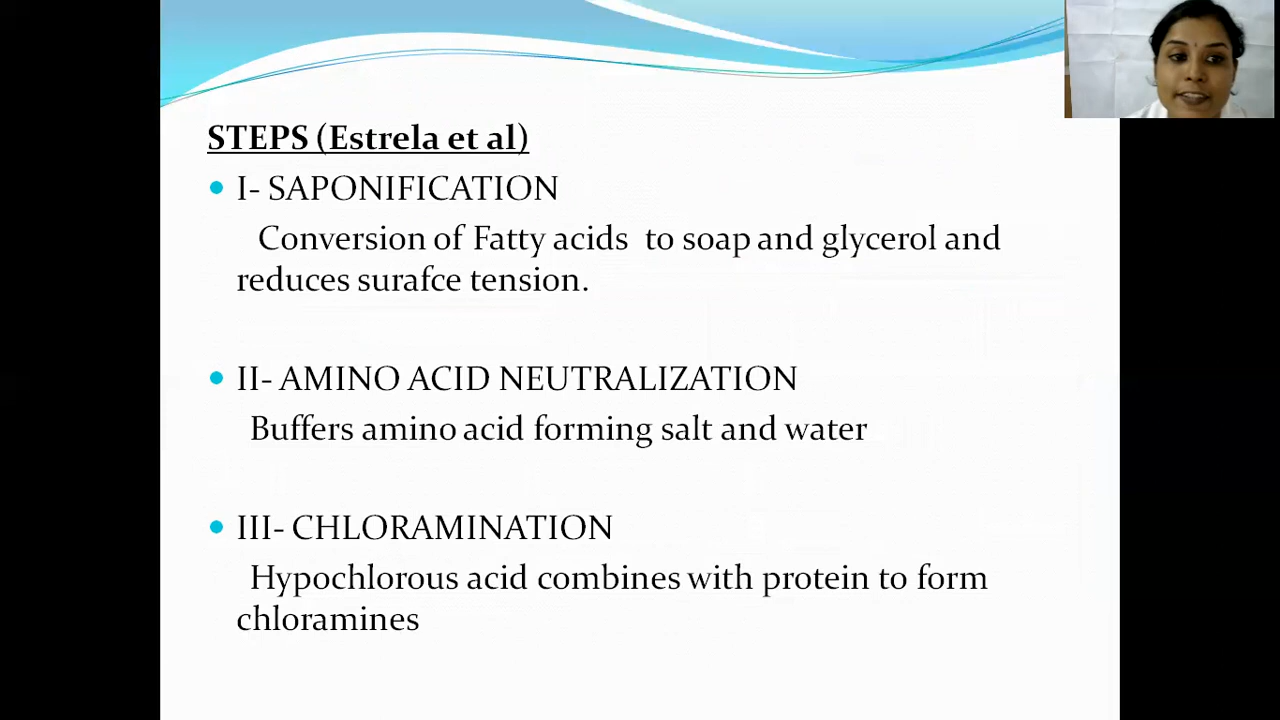 STEPS (Estrela et al)
I- SAPONIFICATION
Conversion of Fatty acids to soap and glycerol and
reduces surafce tension.
II- AMINO ACID NEUTRALIZATION
Buffers amino acid forming salt and water
III- CHLORAMINATION
Hypochlorous acid combines with protein to form
chloramines